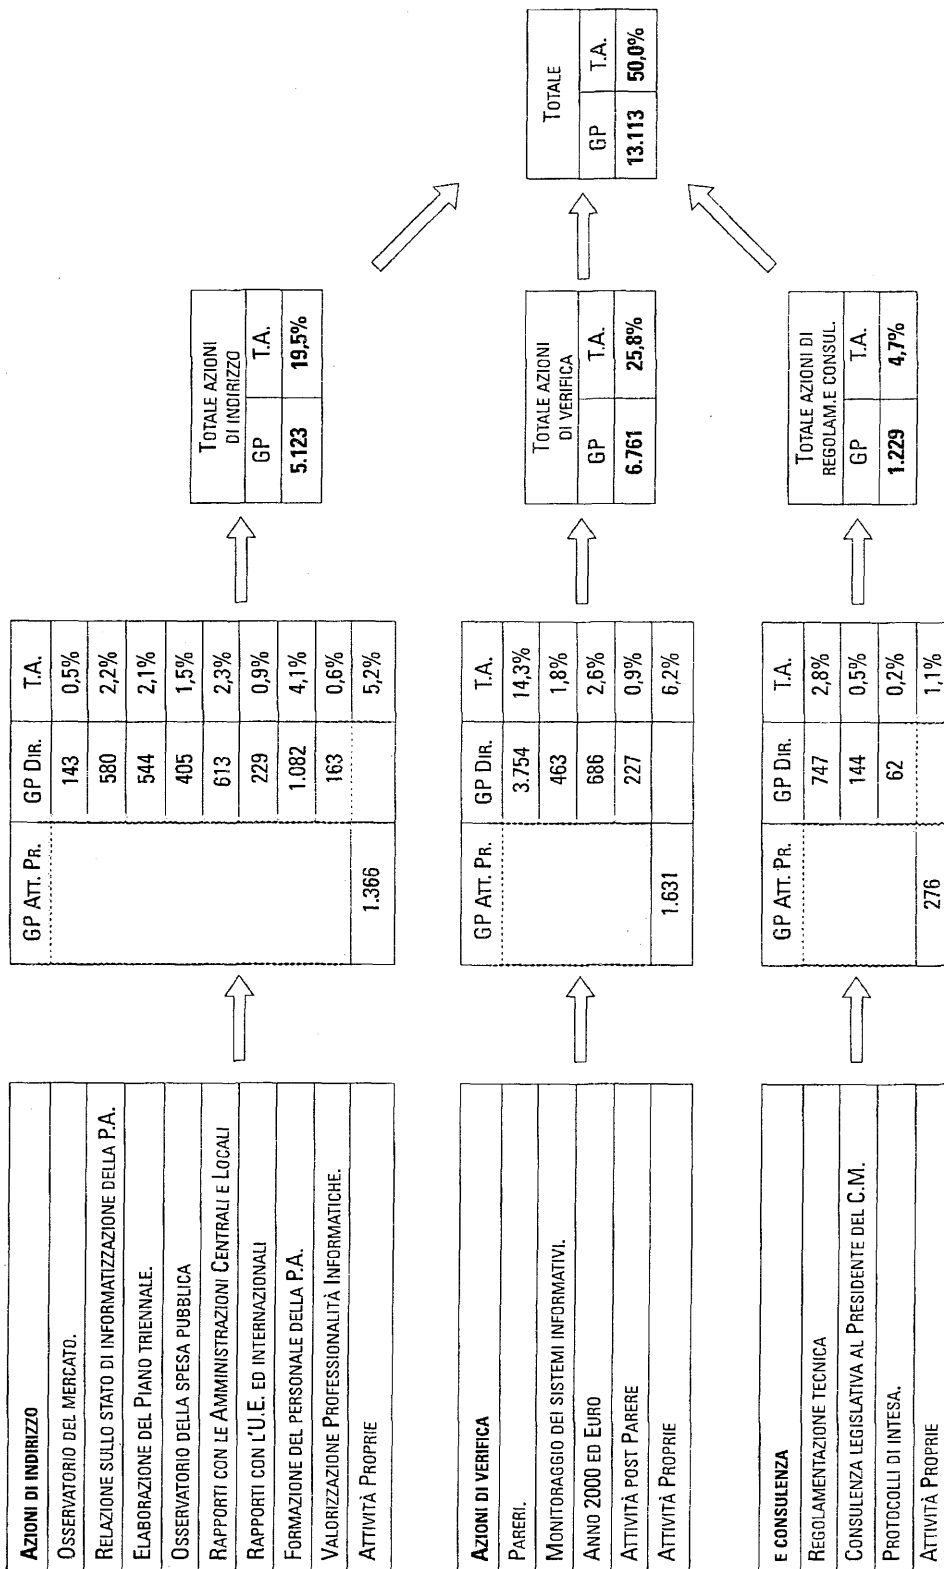 AZIONI DI INDIRIZZO
OSSERVATORIO DEL MERCATO.
RELAZIONE SULLO STATO DI INFORMATIZZAZIONE DELLA P.A.
ELABORAZIONE DEL PIANO TRIENNALE.
OSSERVATORIO DELLA SPESA PUBBLICA
RAPPORTI CON LE AMMINISTRAZIONI CENTRALI E LOCALI
RAPPORTI CON L'U.E. ED INTERNAZIONALI
FORMAZIONE DEL PERSONALE DELLA P.A.
VALORIZZAZIONE PROFESSIONALITÀ INFORMATICHE.
ATTIVITÀ PROPRIE
GP ATT. PR. GP DIR. T.A.
143 0,5%
580 2,2%
544 2,1%
405 1,5%
613 2,3%
229 0,9%
1.082 4,1%
163 0,6%
1.366 5,2%
TOTALE AZIONI
DI INDIRIZZO
GP T.A.
5.123 19,5%
AZIONI DI VERIFICA
PARERI.
MONITORAGGIO DEI SISTEMI INFORMATIVI.
ANNO 2000 ED EURO
ATTIVITÀ POST PARERE
ATTIVITÀ PROPRIE
GP ATT. PR. GP DIR. T.A.
3.754 14,3%
463 1,8%
686 2,6%
227 0,9%
1.631 6,2%
TOTALE AZIONI
DI VERIFICA
GP T.A.
6.761 25,8%
TOTALE
GP T.A.
13.113 50,0%
E CONSULENZA
REGOLAMENTAZIONE TECNICA
CONSULENZA LEGISLATIVA AL PRESIDENTE DEL C.M.
PROTOCOLLI DI INTESA.
ATTIVITÀ PROPRIE
GP ATT. PR. GP DIR. T.A.
747 2,8%
144 0,5%
62 0,2%
276 1,1%
TOTALE AZIONI DI
REGOLAM.E CONSUL.
GP T.A.
1.229 4,7%